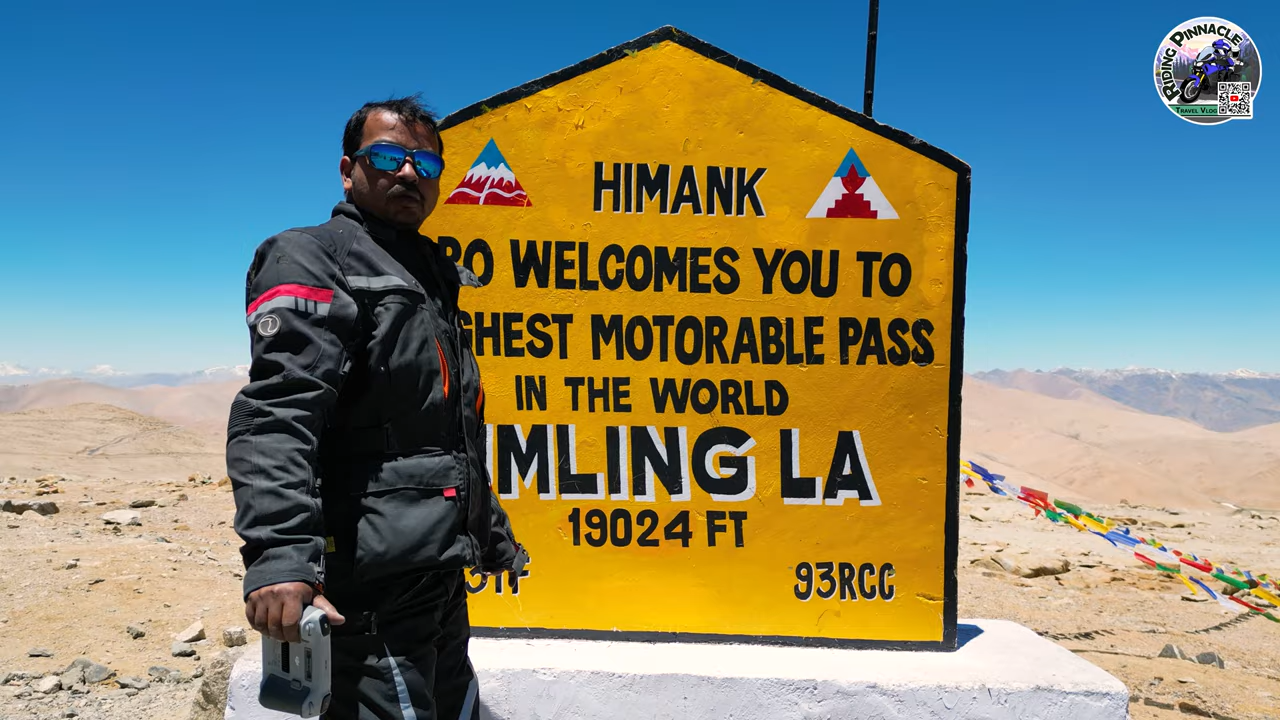 RIDING PINNACLE
TRAVEL VLOG
HIMANK
RO WELCOMES YOU TO
GHEST MOTORABLE PASS
IN THE WORLD
MLING LA
19024 FT
93RCC